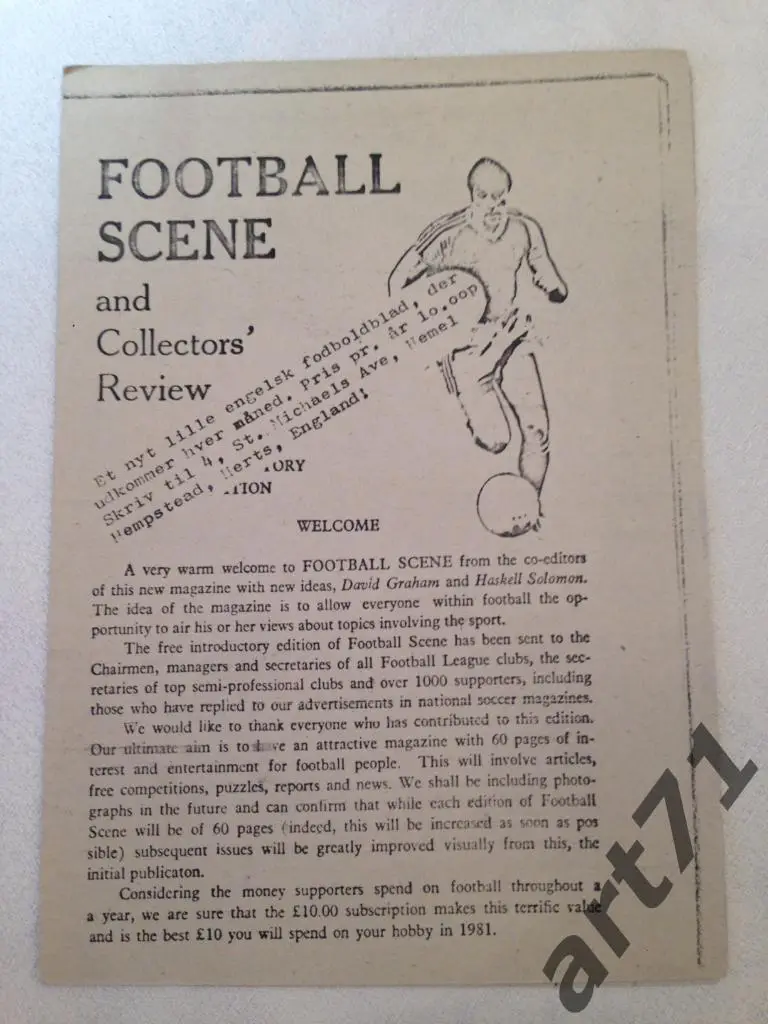 FOOTBALL
SCENE
and
Collectors'
Review
Et nyt lille engelsk fodboldblad, der
udkommer hver måned. Pris pr. år 10.oop
Skriv til 4, St. Michaels Ave, Hemel
Hempstead, Herts, England!
ORY
TION
WELCOME
A very warm welcome to FOOTBALL SCENE from the co-editors
of this new magazine with new ideas, David Graham and Haskell Solomon.
The idea of the magazine is to allow everyone within football the op-
portunity to air his or her views about topics involving the sport.
The free introductory edition of Football Scene has been sent to the
Chairmen, managers and secretaries of all Football League clubs, the sec-
retaries of top semi-professional clubs and over 1000 supporters, including
those who have replied to our advertisements in national soccer magazines.
We would like to thank everyone who has contributed to this edition.
Our ultimate aim is to have an attractive magazine with 60 pages of in-
terest and entertainment for football people. This will involve articles,
free competitions, puzzles, reports and news. We shall be including photo-
graphs in the future and can confirm that while each edition of Football
Scene will be of 60 pages (indeed, this will be increased as soon as pos
sible) subsequent issues will be greatly improved visually from this, the
initial publicaton.
Considering the money supporters spend on football throughout a
a year, we are sure that the £10.00 subscription makes this terrific value
and is the best £10 you will spend on your hobby in 1981.
art71